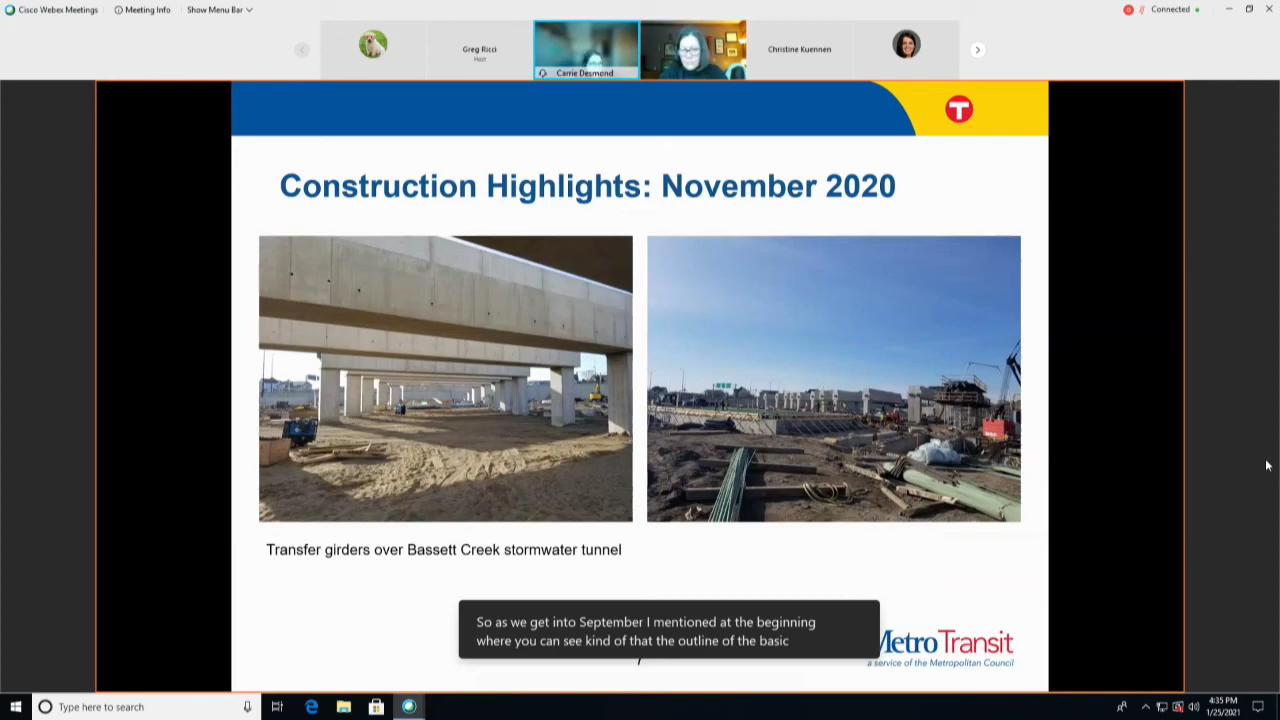 Cisco Webex Meetings
Meeting Info
Show Menu Bar
Connected
Greg Ricci
Host
Carrie Desmond
Christine Kuennen
T
Construction Highlights: November 2020
Transfer girders over Bassett Creek stormwater tunnel
So as we get into September I mentioned at the beginning
where you can see kind of that the outline of the basic
MetroTransit
a service of the Metropolitan Council
Type here to search
4:35 PM
1/25/2021